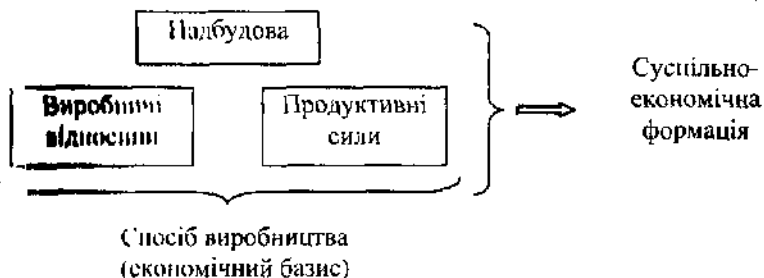 Надбудова
Виробничі
відносини
Продуктивні
сили
Суспільно-
економічна
формація
Спосіб виробництва
(економічний базис)